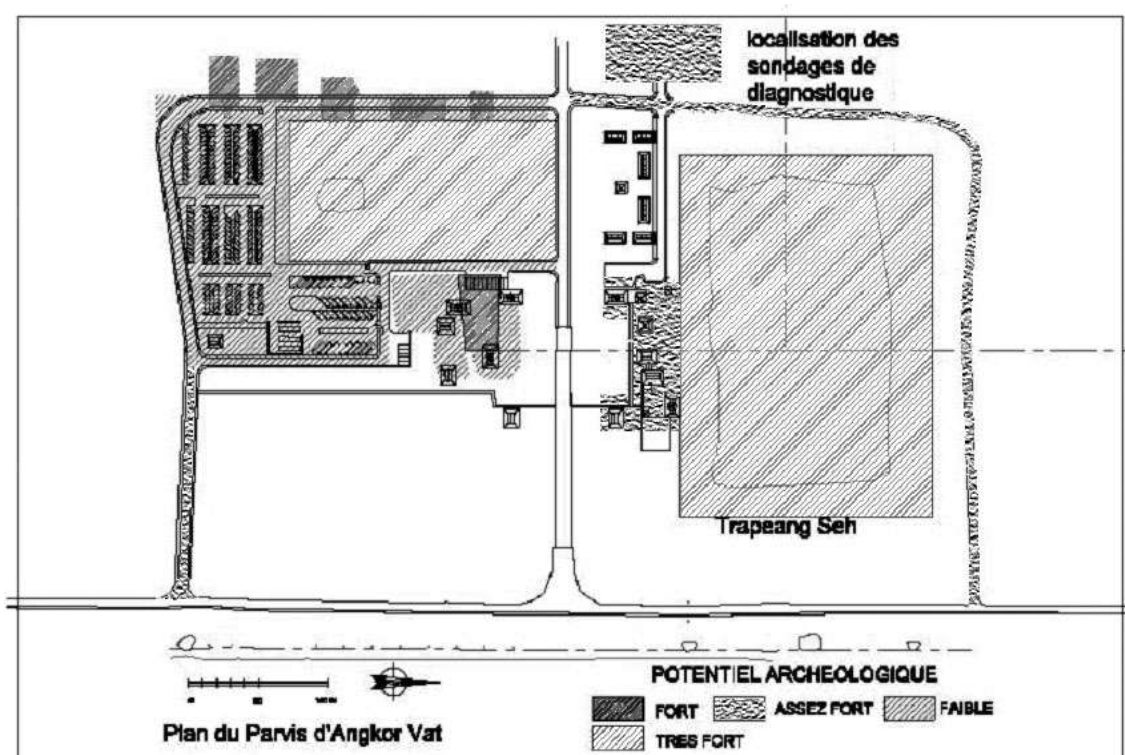 localisation des
sondages de
diagnostique
Trapeang Seh
POTENTIEL ARCHEOLOGIQUE
FORT
ASSEZ FORT
FAIBLE
TRES FORT
Plan du Parvis d'Angkor Vat